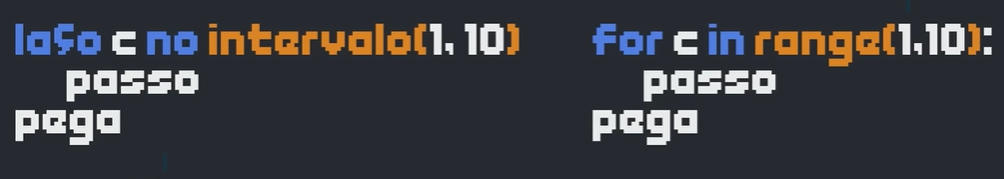 laço c no intervalo(1, 10)
passo
pega
for c in range(1,10):
passo
pega